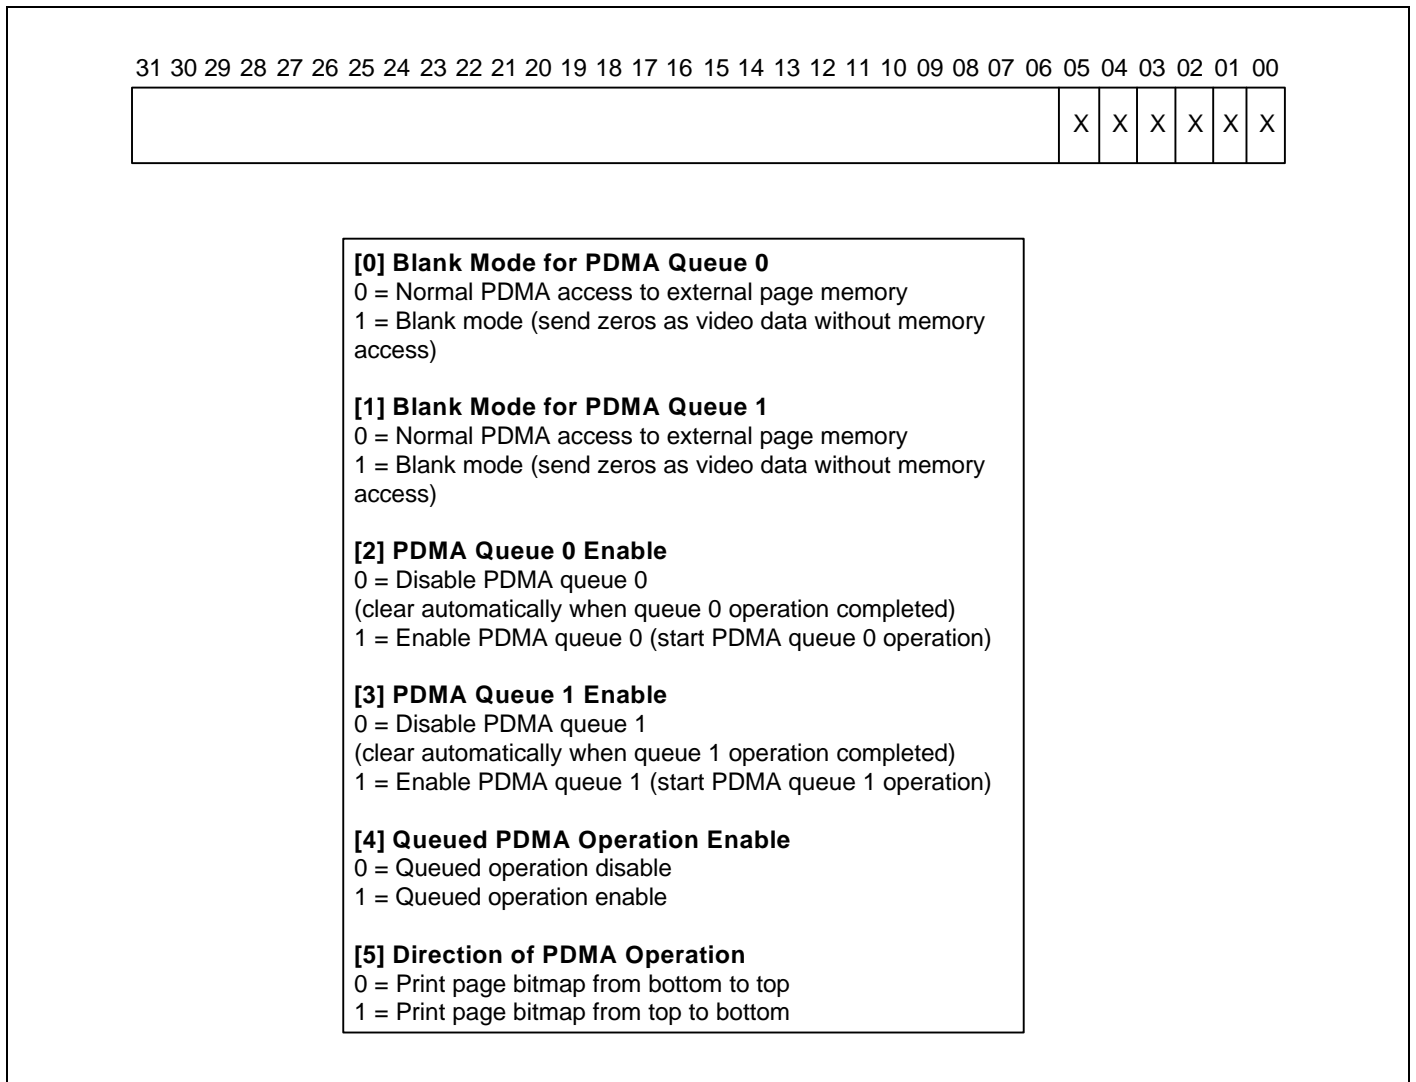 31 30 29 28 27 26 25 24 23 22 21 20 19 18 17 16 15 14 13 12 11 10 09 08 07 06 05 04 03 02 01 00
X X X X X X
[0] Blank Mode for PDMA Queue 0
0 = Normal PDMA access to external page memory
1 = Blank mode (send zeros as video data without memory
access)
[1] Blank Mode for PDMA Queue 1
0 = Normal PDMA access to external page memory
1 = Blank mode (send zeros as video data without memory
access)
[2] PDMA Queue 0 Enable
0 = Disable PDMA queue 0
(clear automatically when queue 0 operation completed)
1 = Enable PDMA queue 0 (start PDMA queue 0 operation)
[3] PDMA Queue 1 Enable
0 = Disable PDMA queue 1
(clear automatically when queue 1 operation completed)
1 = Enable PDMA queue 1 (start PDMA queue 1 operation)
[4] Queued PDMA Operation Enable
0 = Queued operation disable
1 = Queued operation enable
[5] Direction of PDMA Operation
0 = Print page bitmap from bottom to top
1 = Print page bitmap from top to bottom